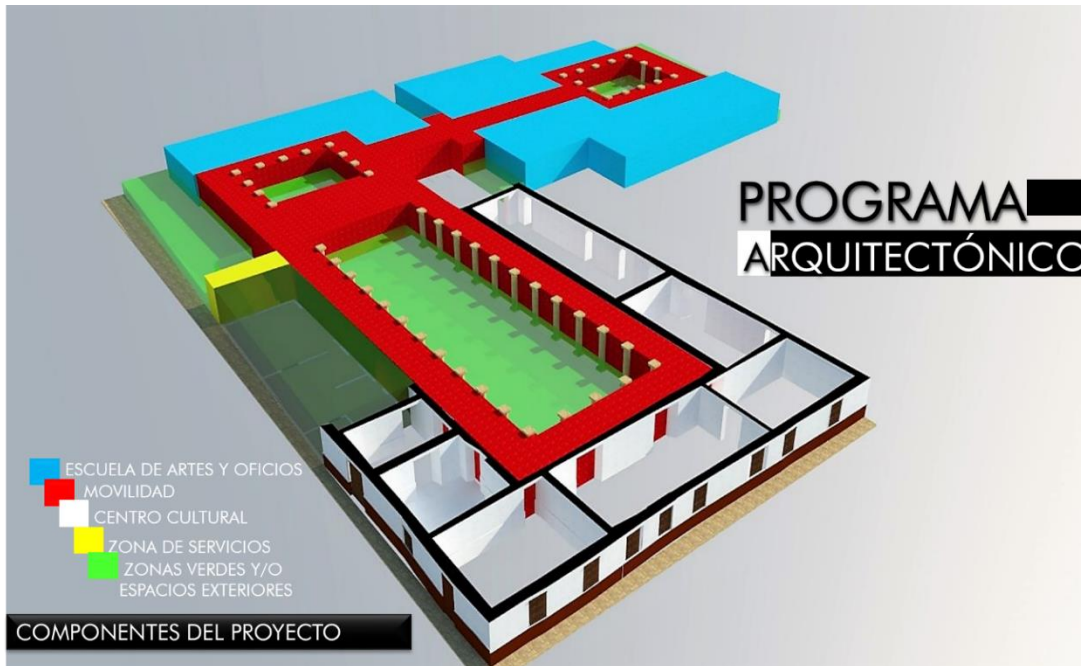 PROGRAMA
ARQUITECTÓNICO
ESCUELA DE ARTES Y OFICIOS
MOVILIDAD
CENTRO CULTURAL
ZONA DE SERVICIOS
ZONAS VERDES Y/O
ESPACIOS EXTERIORES
COMPONENTES DEL PROYECTO